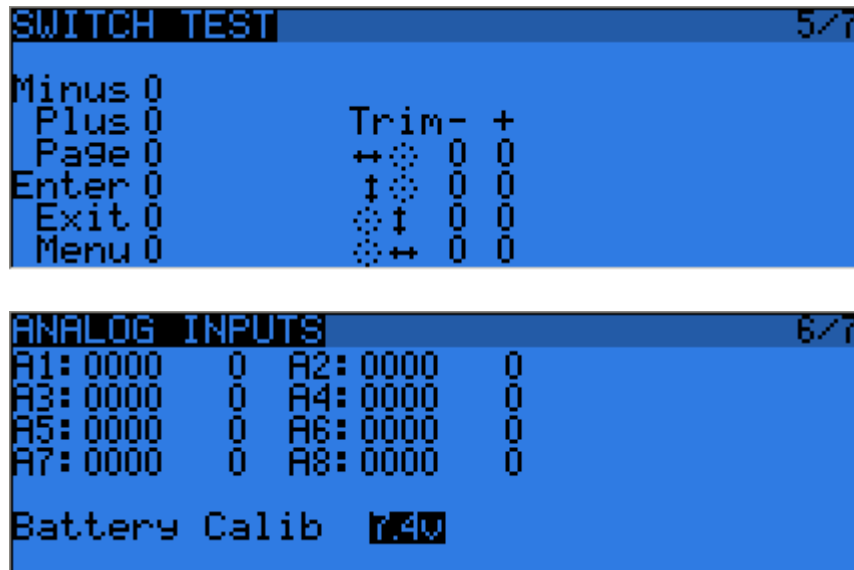 SWITCH TEST 5/7
Minus 0
Plus 0 Trim - +
Page 0 ↔ 0 0
Enter 0 ↕ 0 0
Exit 0 ↕ 0 0
Menu 0 ↔ 0 0
ANALOG INPUTS 6/7
A1:0000 0 A2:0000 0
A3:0000 0 A4:0000 0
A5:0000 0 A6:0000 0
A7:0000 0 A8:0000 0
Battery Calib 7.4v